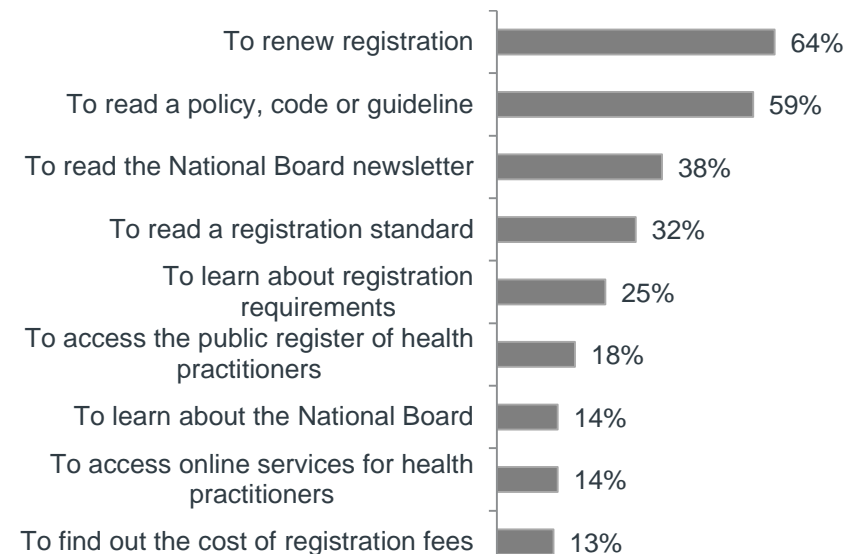 To renew registration 64%
To read a policy, code or guideline 59%
To read the National Board newsletter 38%
To read a registration standard 32%
To learn about registration
requirements 25%
To access the public register of health
practitioners 18%
To learn about the National Board 14%
To access online services for health
practitioners 14%
To find out the cost of registration fees 13%